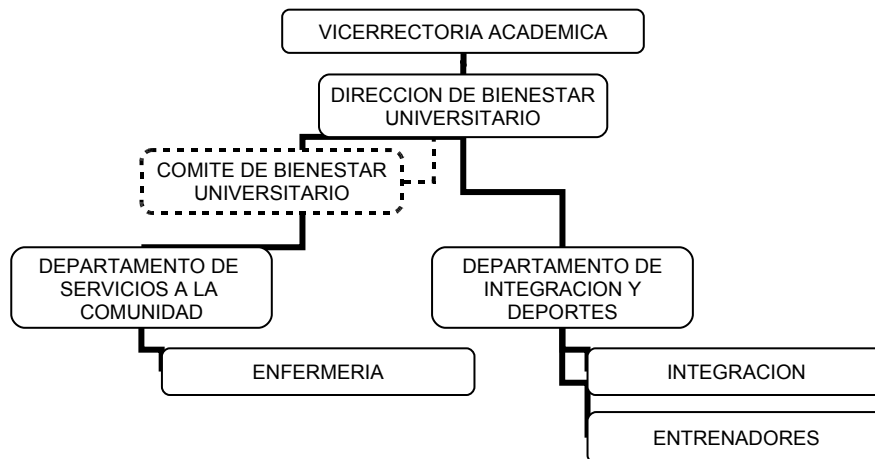 VICERRECTORIA ACADEMICA
DIRECCION DE BIENESTAR
UNIVERSITARIO
COMITE DE BIENESTAR
UNIVERSITARIO
DEPARTAMENTO DE
SERVICIOS A LA
COMUNIDAD
DEPARTAMENTO DE
INTEGRACION Y
DEPORTES
ENFERMERIA
INTEGRACION
ENTRENADORES